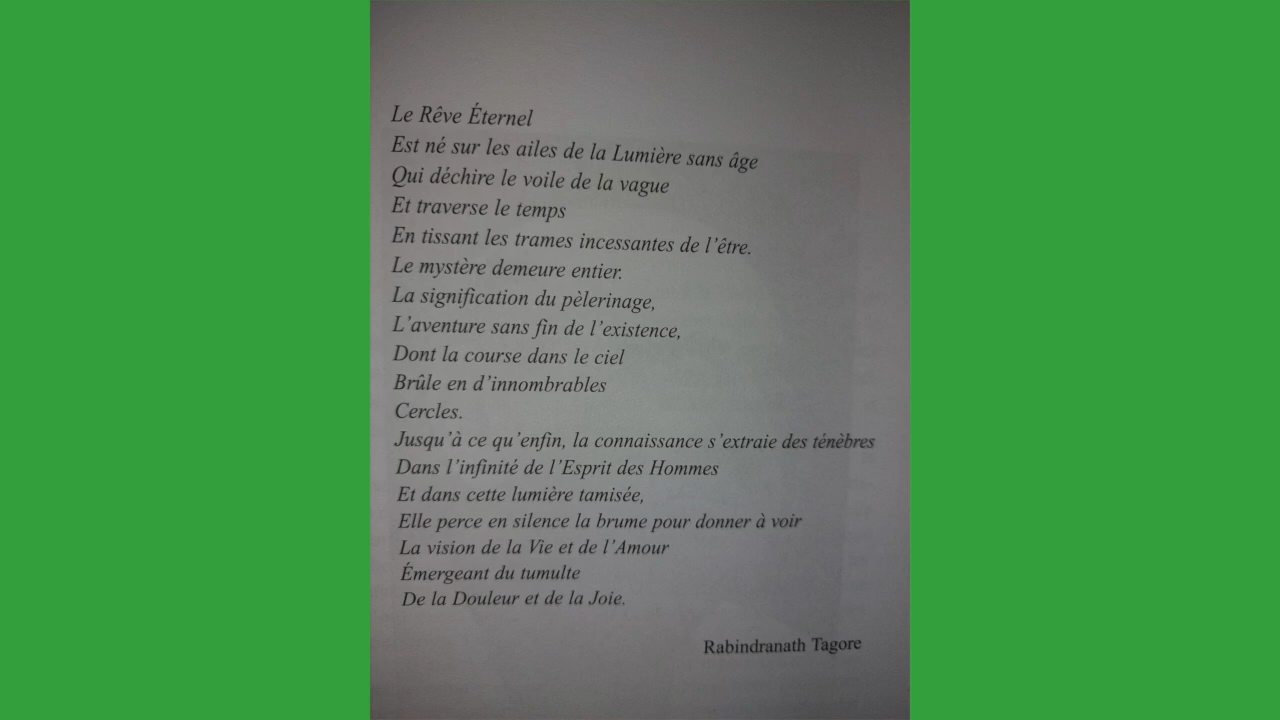 Le Rêve Éternel
Est né sur les ailes de la Lumière sans âge
Qui déchire le voile de la vague
Et traverse le temps
En tissant les trames incessantes de l'être.
Le mystère demeure entier.
La signification du pèlerinage,
L'aventure sans fin de l'existence,
Dont la course dans le ciel
Brûle en d'innombrables
Cercles.
Jusqu'à ce qu'enfin, la connaissance s'extraie des ténèbres
Dans l'infinité de l'Esprit des Hommes
Et dans cette lumière tamisée,
Elle perce en silence la brume pour donner à voir
La vision de la Vie et de l'Amour
Émergeant du tumulte
De la Douleur et de la Joie.
Rabindranath Tagore